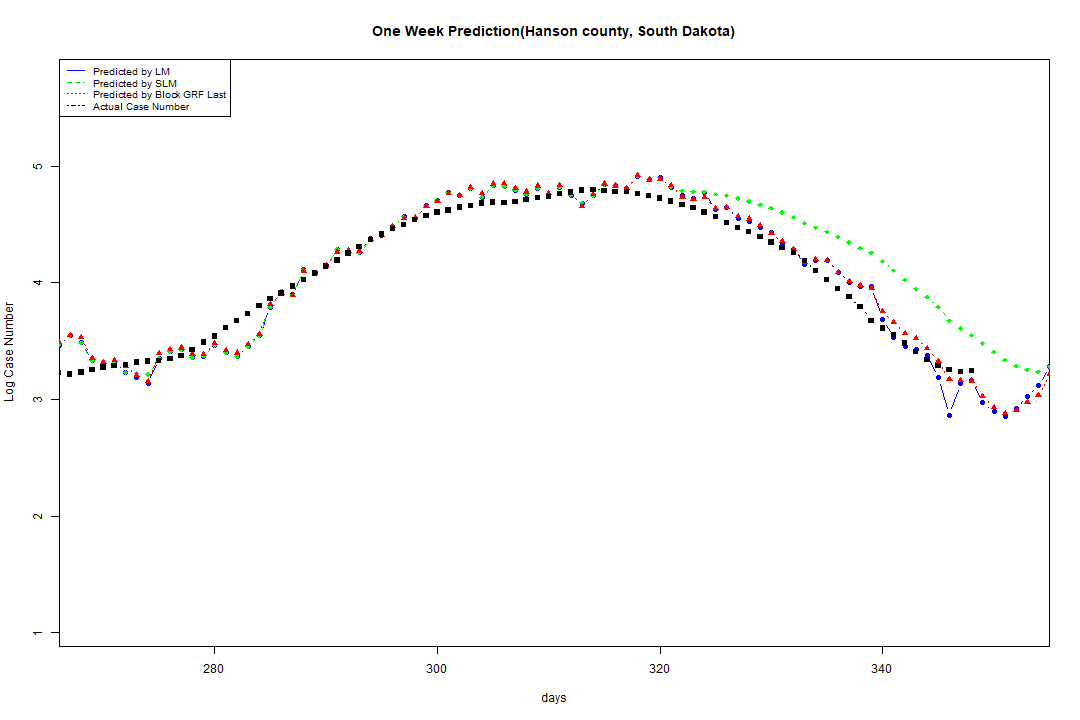 One Week Prediction(Hanson county, South Dakota)
Predicted by LM
Predicted by SLM
Predicted by Block GRF Last
Actual Case Number
5
4
3
2
1
Log Case Number
280
300
320
340
days